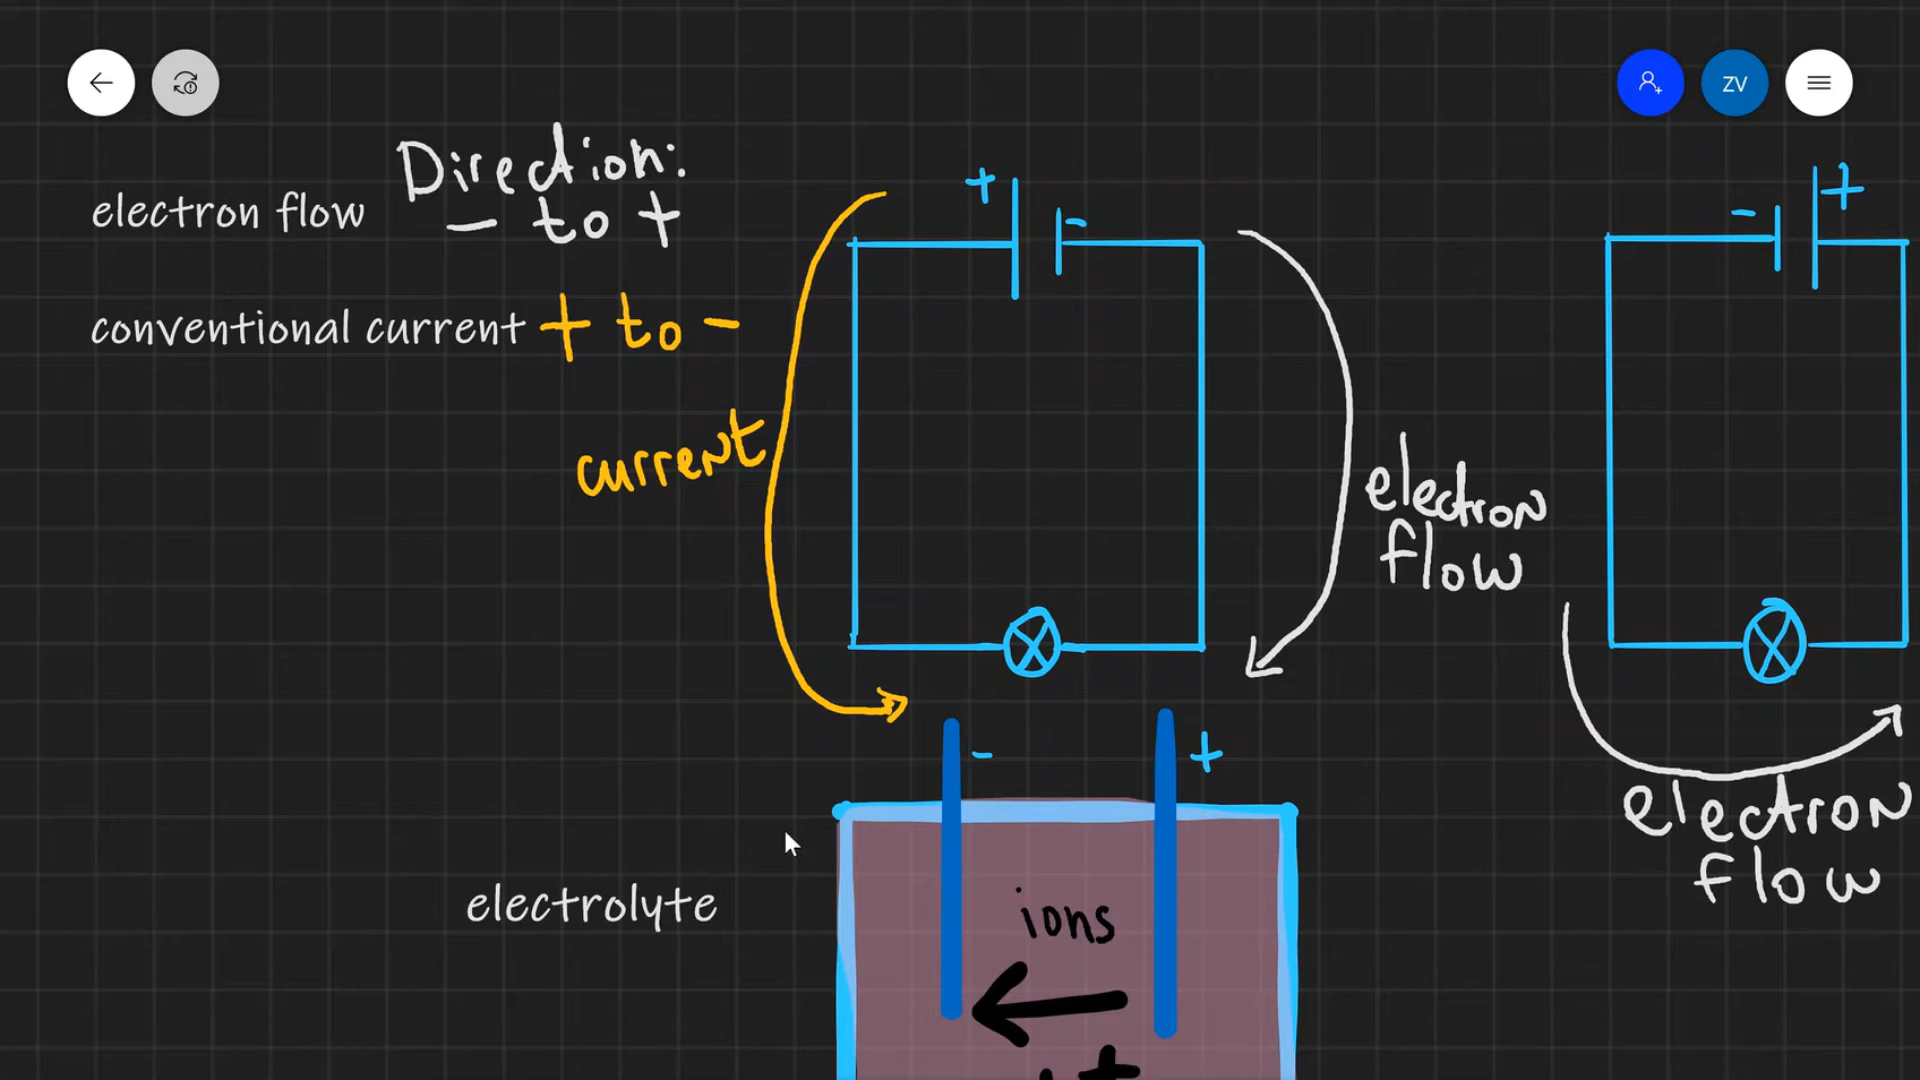 ZV
Direction:
electron flow - to +
conventional current + to -
+
-
-
+
current
electron
flow
- +
electron
flow
electrolyte
ions